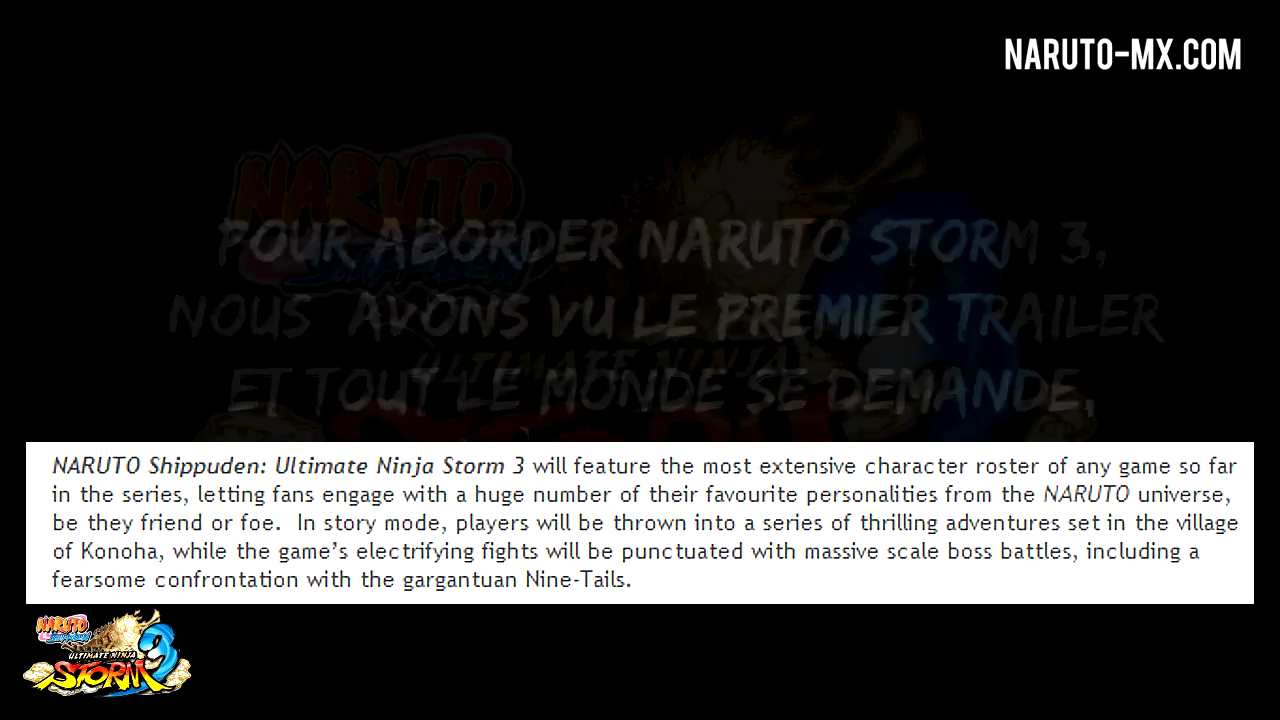 NARUTO-MX.COM
NARUTO
POUR ABORDER NARUTO STORM 3,
NOUS AVONS VU LE PREMIER TRAILER
ULTIMATE NINJA
ET TOUT LE MONDE SE DEMANDE,
NARUTO Shippuden: Ultimate Ninja Storm 3 will feature the most extensive character roster of any game so far
in the series, letting fans engage with a huge number of their favourite personalities from the NARUTO universe,
be they friend or foe.  In story mode, players will be thrown into a series of thrilling adventures set in the village
of Konoha, while the game's electrifying fights will be punctuated with massive scale boss battles, including a
fearsome confrontation with the gargantuan Nine-Tails.
NARUTO
SHIPPUDEN
ULTIMATE NINJA
STORM 3